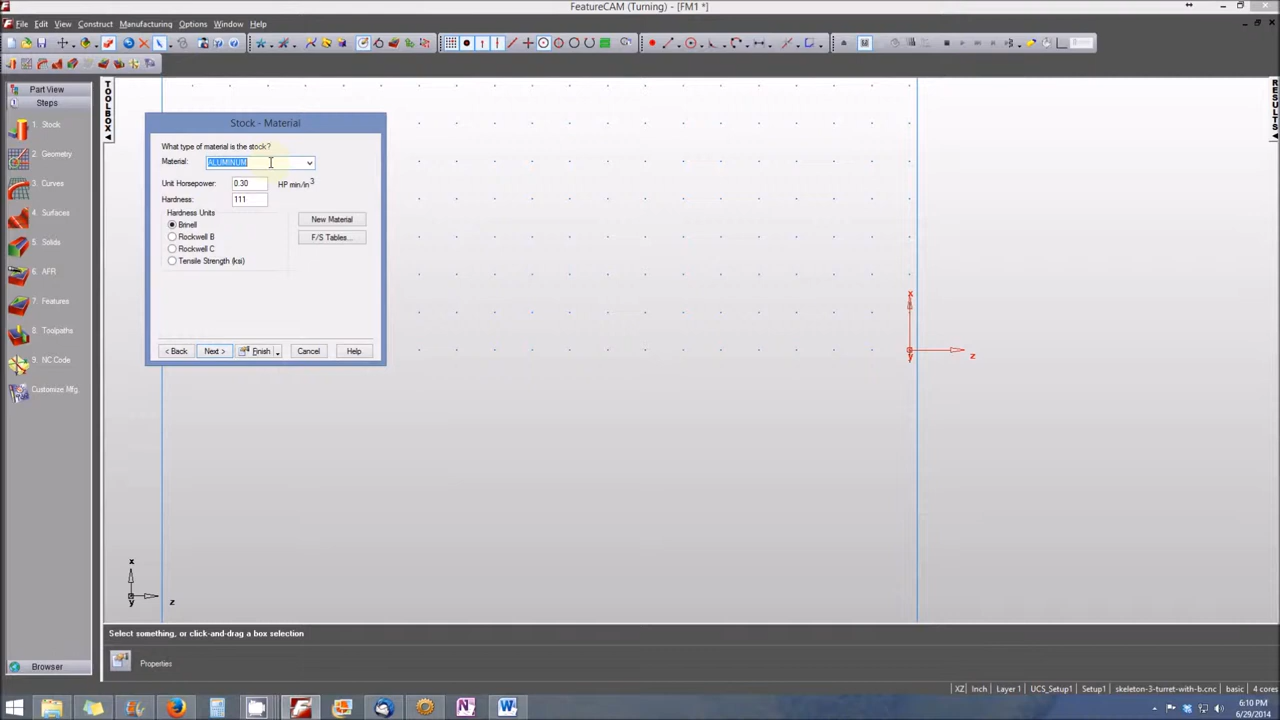 FeatureCAM (Turning) - [FM1 *]
File Edit View Construct Manufacturing Options Window Help
Part View
Steps
1. Stock
2. Geometry
3. Curves
4. Surfaces
5. Solids
6. AFR
7. Features
8. Toolpaths
9. NC Code
Customize Mfg.
Browser
TOOLBOX
Stock - Material
What type of material is the stock?
Material: ALUMINUM
Unit Horsepower: 0.30 HP min/in3
Hardness: 111
Hardness Units
Brinell
Rockwell B
Rockwell C
Tensile Strength (ksi)
New Material
F/S Tables...
< Back Next > Finish Cancel Help
x
z
y
x
y
z
RESULTS
Select something, or click-and-drag a box selection
Properties
XZ Inch Layer 1 UCS_Setup1 Setup1 skeleton-3-turret-with-b.cnc basic 4 cores
6:10 PM
6/29/2014